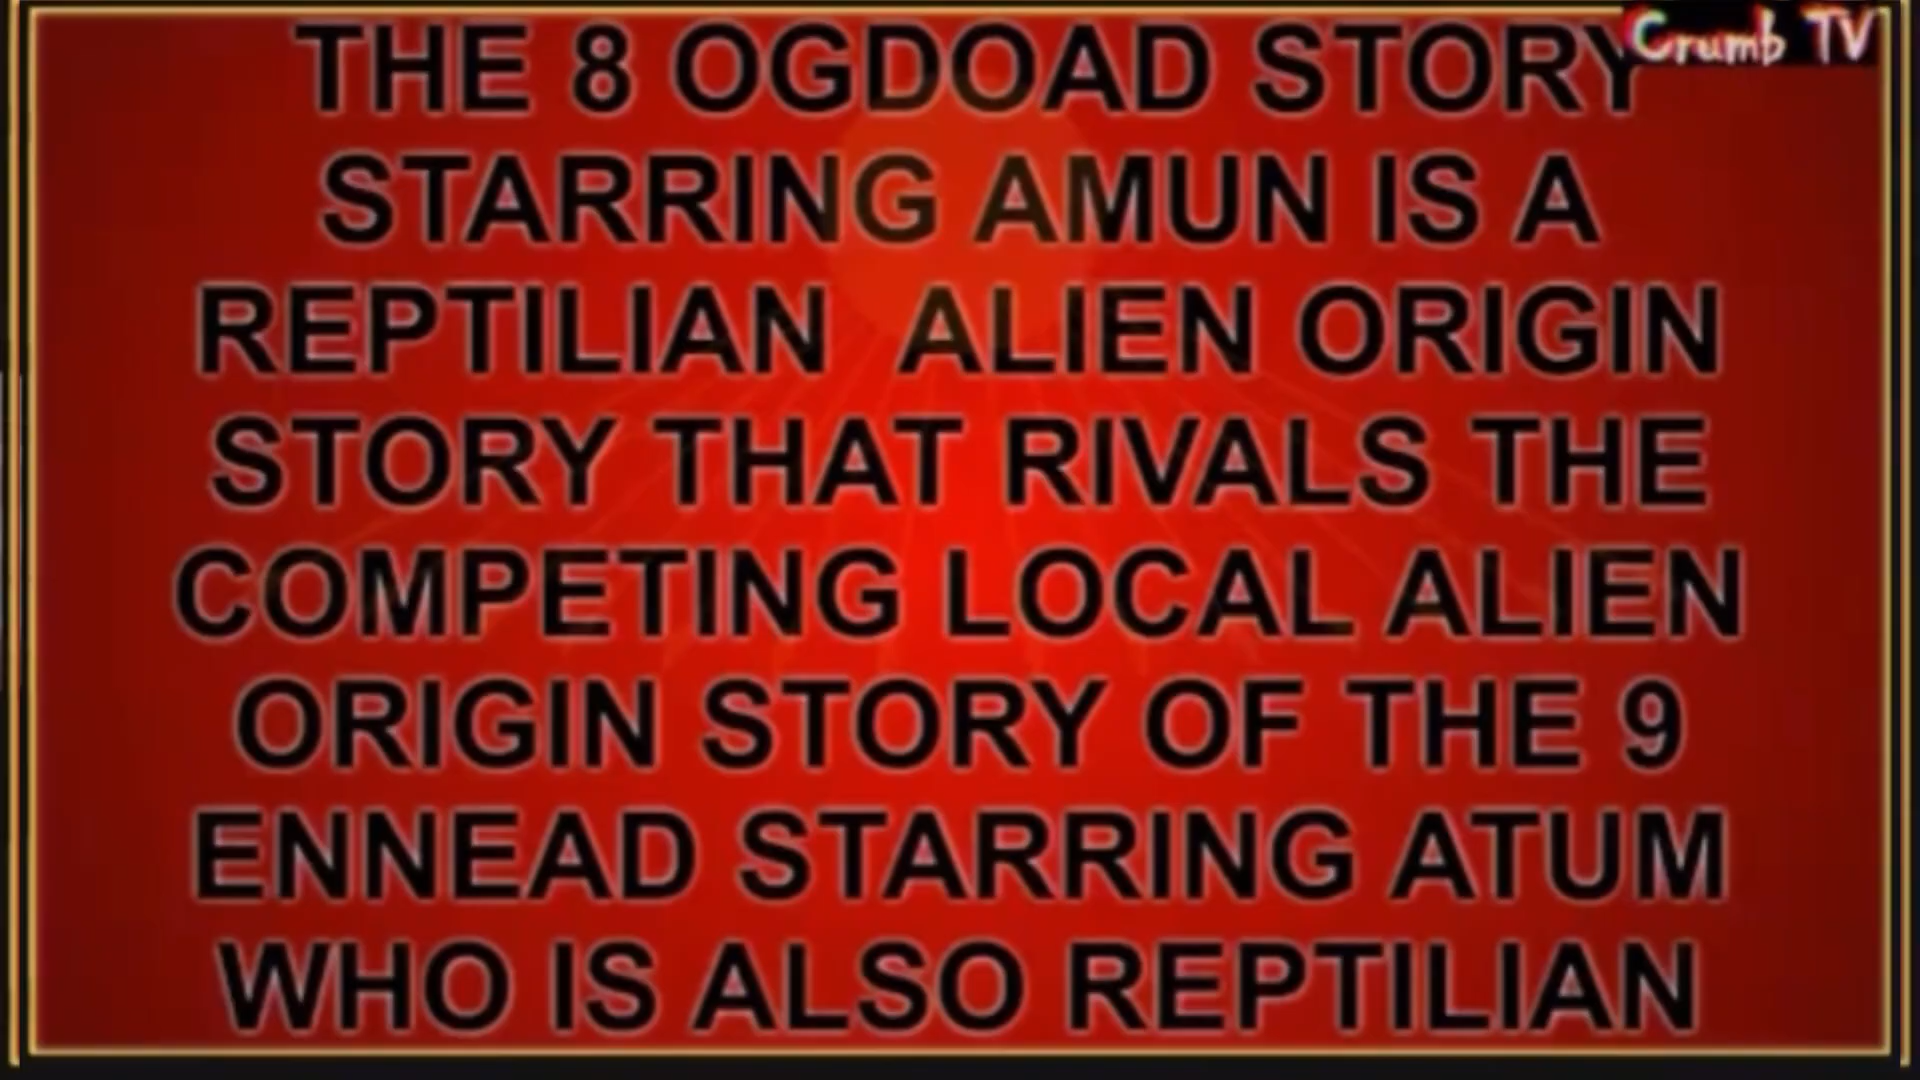 Crumb TV
THE 8 OGDOAD STORY
STARRING AMUN IS A
REPTILIAN ALIEN ORIGIN
STORY THAT RIVALS THE
COMPETING LOCAL ALIEN
ORIGIN STORY OF THE 9
ENNEAD STARRING ATUM
WHO IS ALSO REPTILIAN